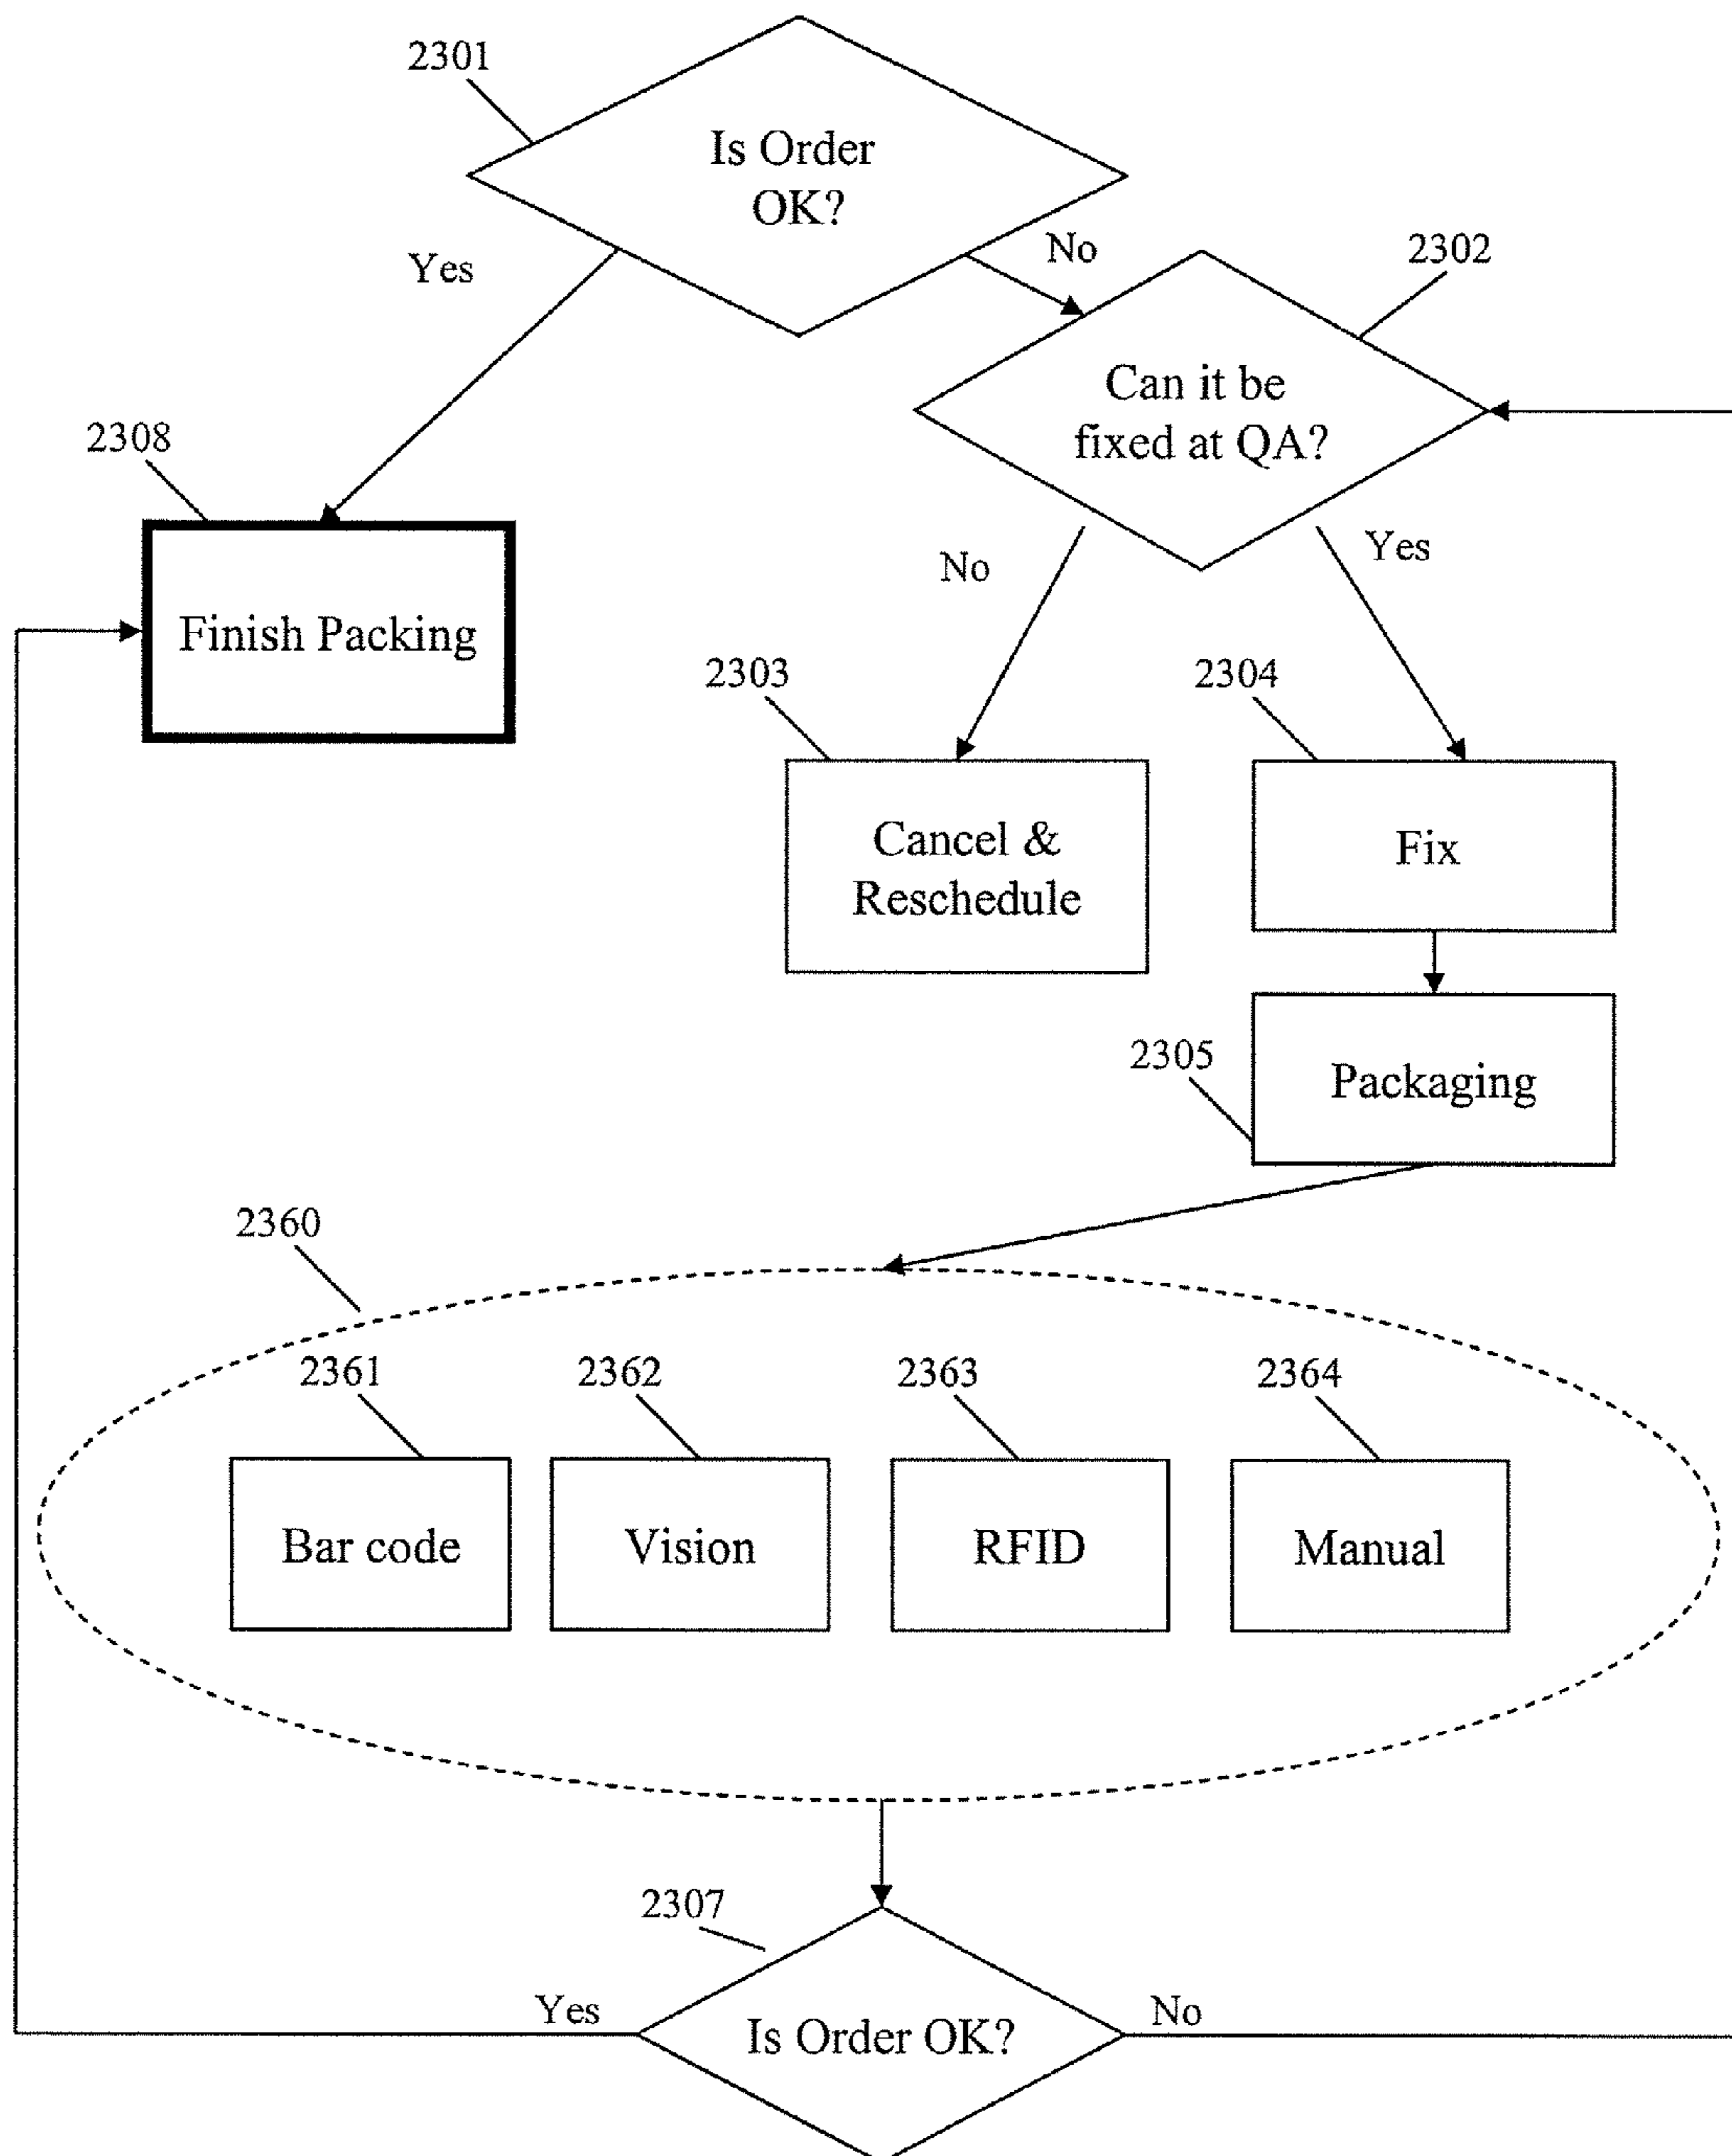 2301
Is Order
OK?
Yes
No
2302
Can it be
fixed at QA?
2308
Finish Packing
No
Yes
2303
2304
Cancel &
Reschedule
Fix
2305
Packaging
2360
2361
2362
2363
2364
Bar code
Vision
RFID
Manual
2307
Yes
Is Order OK?
No